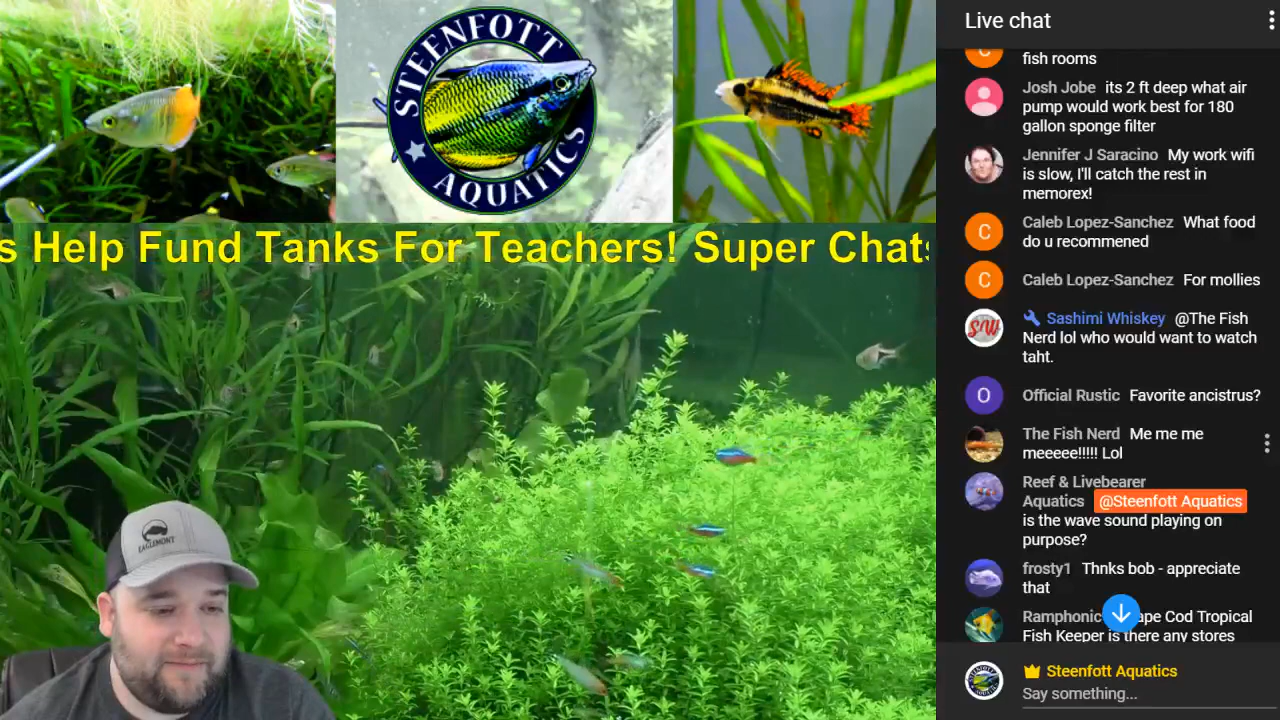 STEENFOTT
AQUATICS
s Help Fund Tanks For Teachers! Super Chats
EAGLEMONT
Live chat
C
fish rooms
Josh Jobe its 2 ft deep what air
pump would work best for 180
gallon sponge filter
Jennifer J Saracino My work wifi
is slow, I'll catch the rest in
memorex!
C
Caleb Lopez-Sanchez What food
do u recommened
C
Caleb Lopez-Sanchez For mollies
SW
Sashimi Whiskey @The Fish
Nerd lol who would want to watch
taht.
O
Official Rustic Favorite ancistrus?
The Fish Nerd Me me me
meeeee!!!!! Lol
Reef & Livebearer
Aquatics @Steenfott Aquatics
is the wave sound playing on
purpose?
frosty1 Thnks bob - appreciate
that
Ramphonic ape Cod Tropical
Fish Keeper is there any stores
Steenfott Aquatics
Say something...